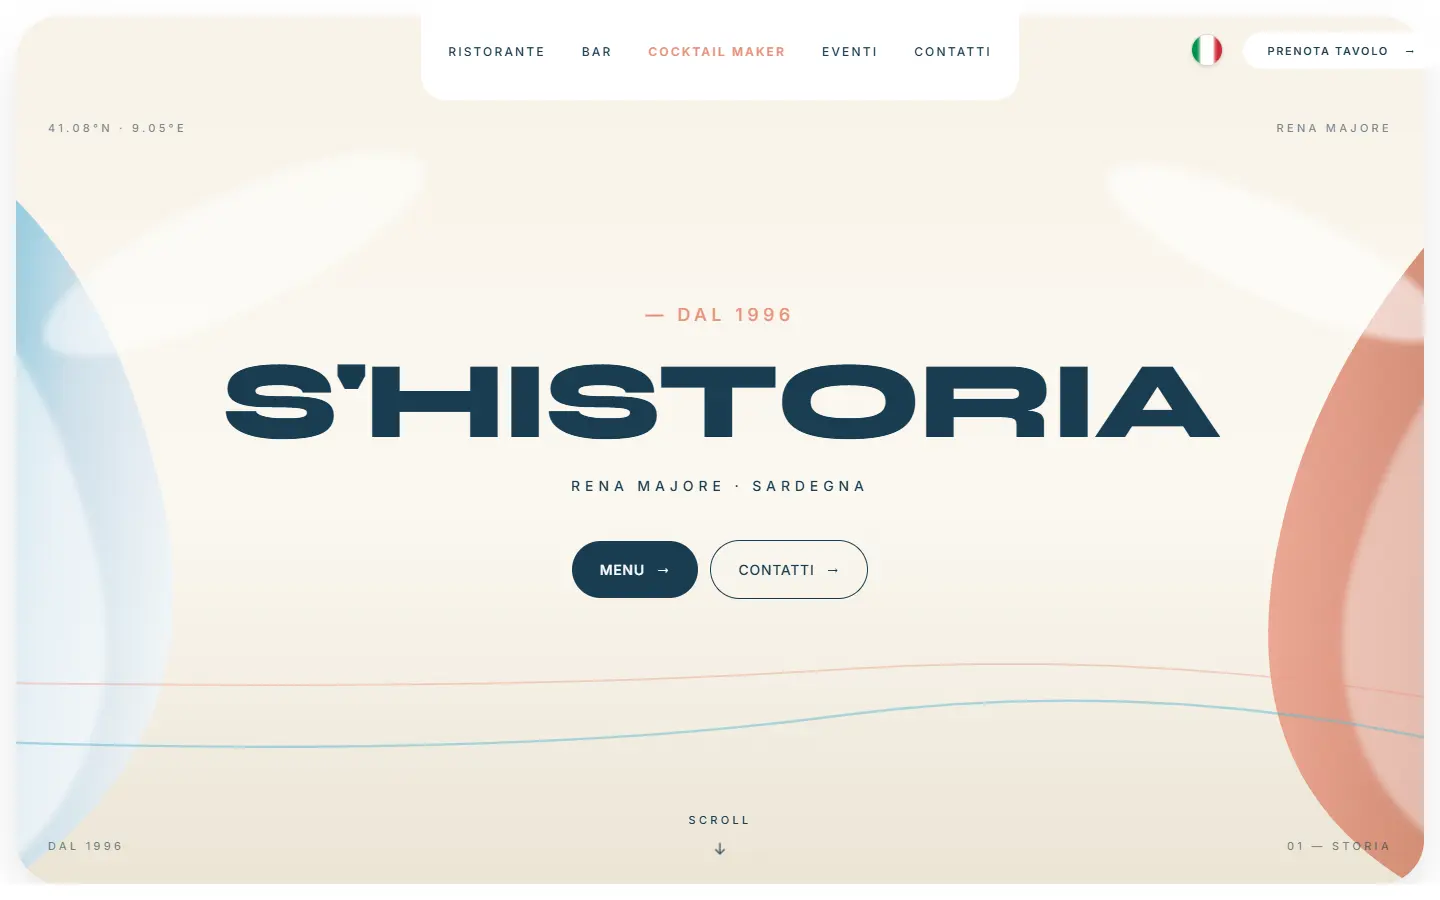 RISTORANTE BAR COCKTAIL MAKER EVENTI CONTATTI
PRENOTA TAVOLO →
41.08°N · 9.05°E
RENA MAJORE
— DAL 1996
S'HISTORIA
RENA MAJORE · SARDEGNA
MENU →
CONTATTI →
SCROLL
↓
DAL 1996
01 — STORIA